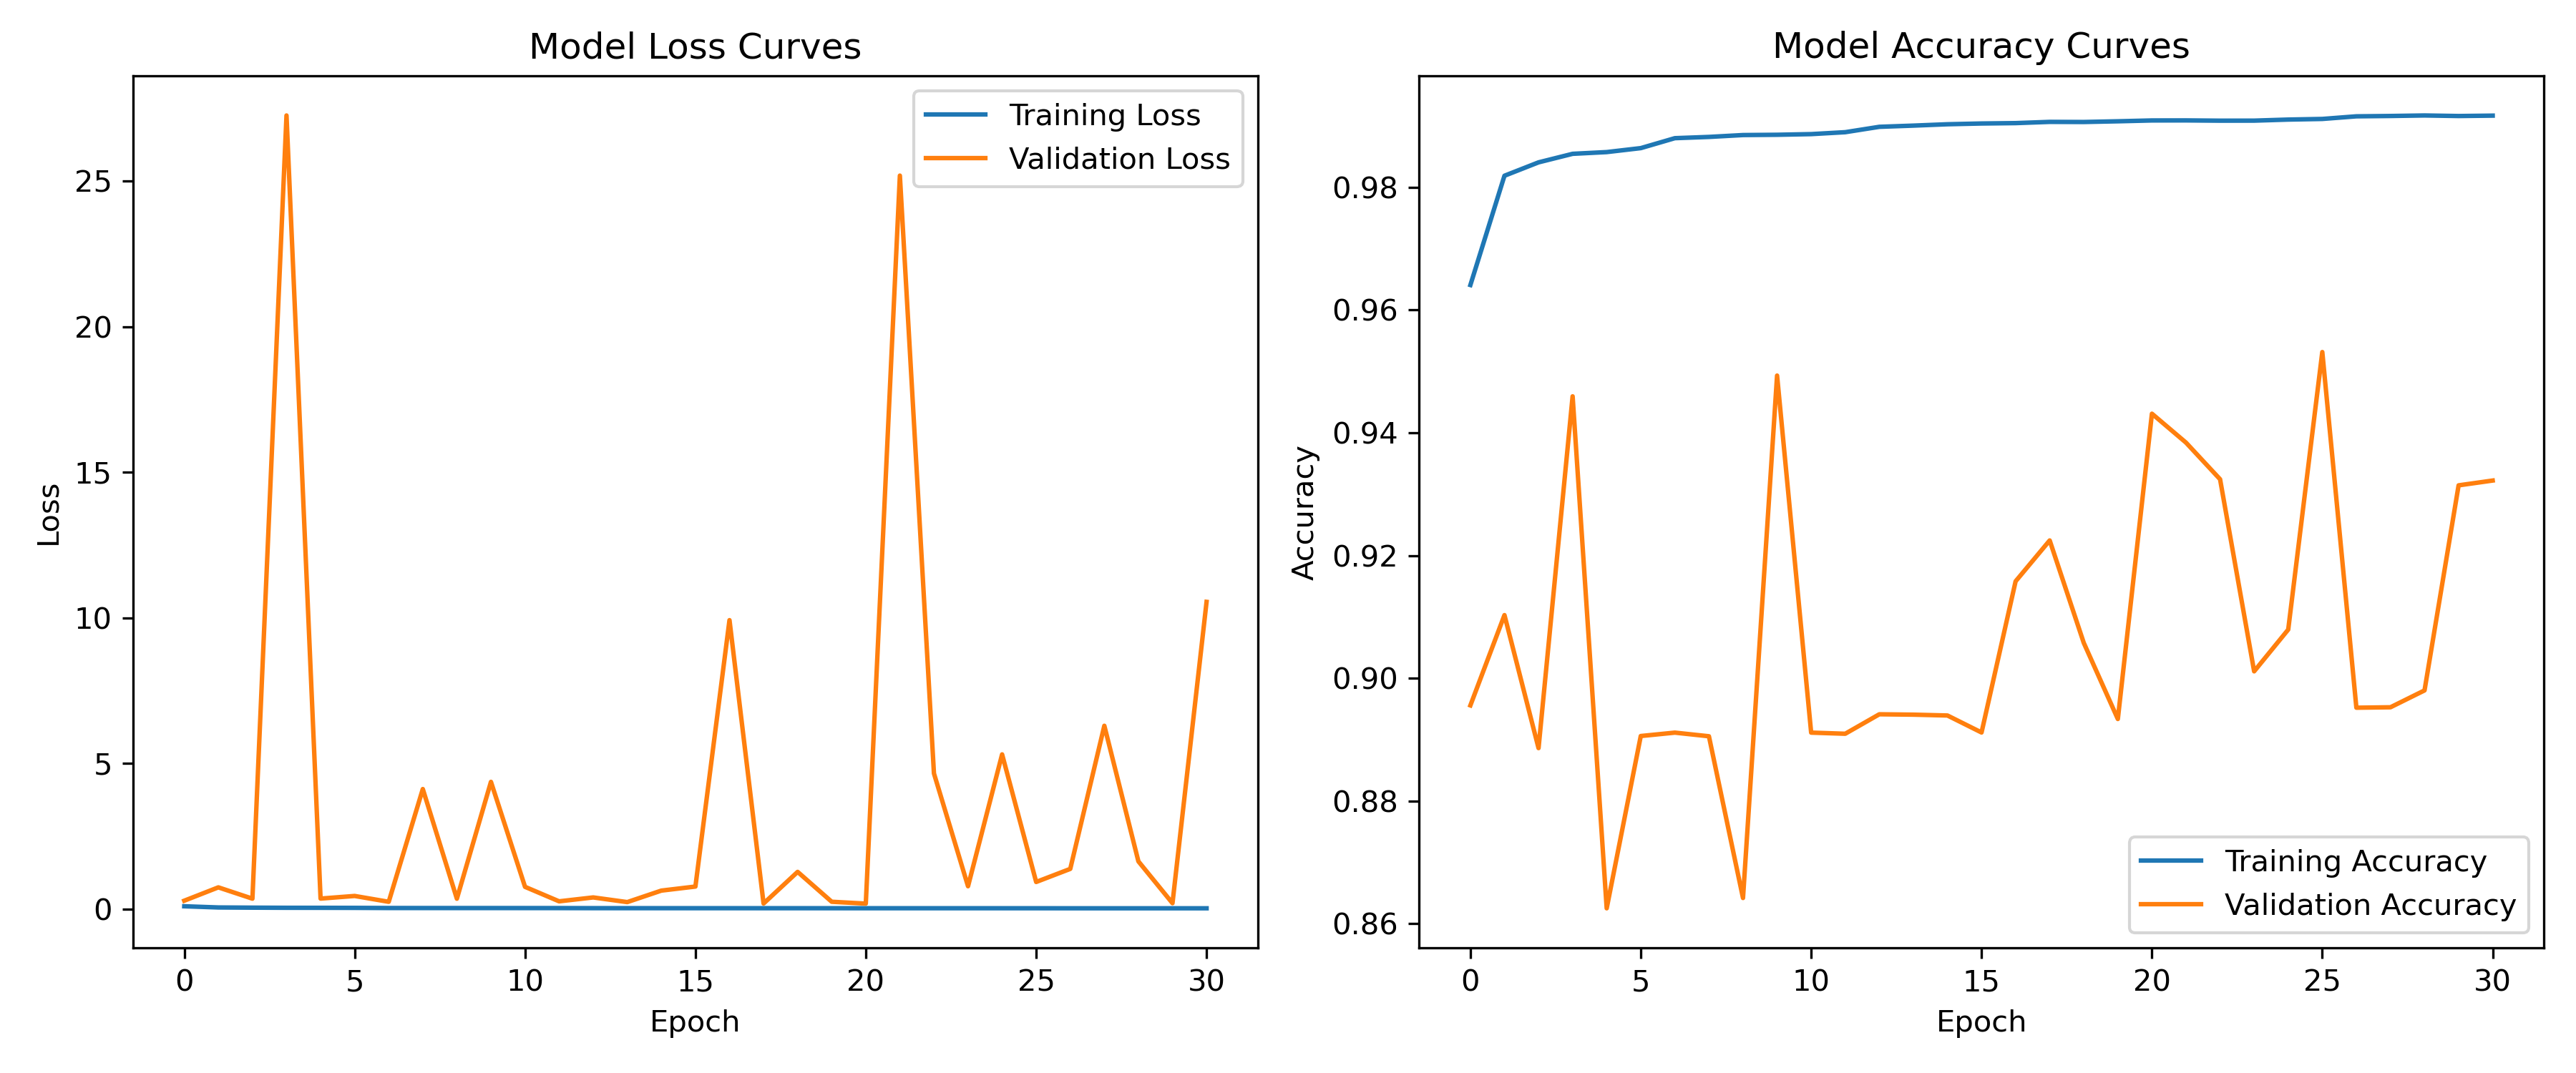 Model Loss Curves
Training Loss
Validation Loss
25
20
15
10
5
0
Loss
0 5 10 15 20 25 30
Epoch
Model Accuracy Curves
0.98
0.96
0.94
0.92
0.90
0.88
0.86
Accuracy
Training Accuracy
Validation Accuracy
0 5 10 15 20 25 30
Epoch